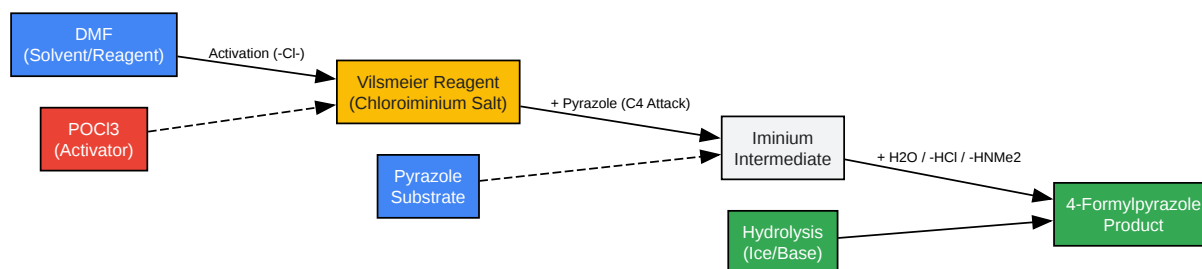 DMF
(Solvent/Reagent)
Activation (-Cl-)
POCl3
(Activator)
Vilsmeier Reagent
(Chloroiminium Salt)
+ Pyrazole (C4 Attack)
Pyrazole
Substrate
Iminium
Intermediate
+ H2O / -HCl / -HNMe2
Hydrolysis
(Ice/Base)
4-Formylpyrazole
Product